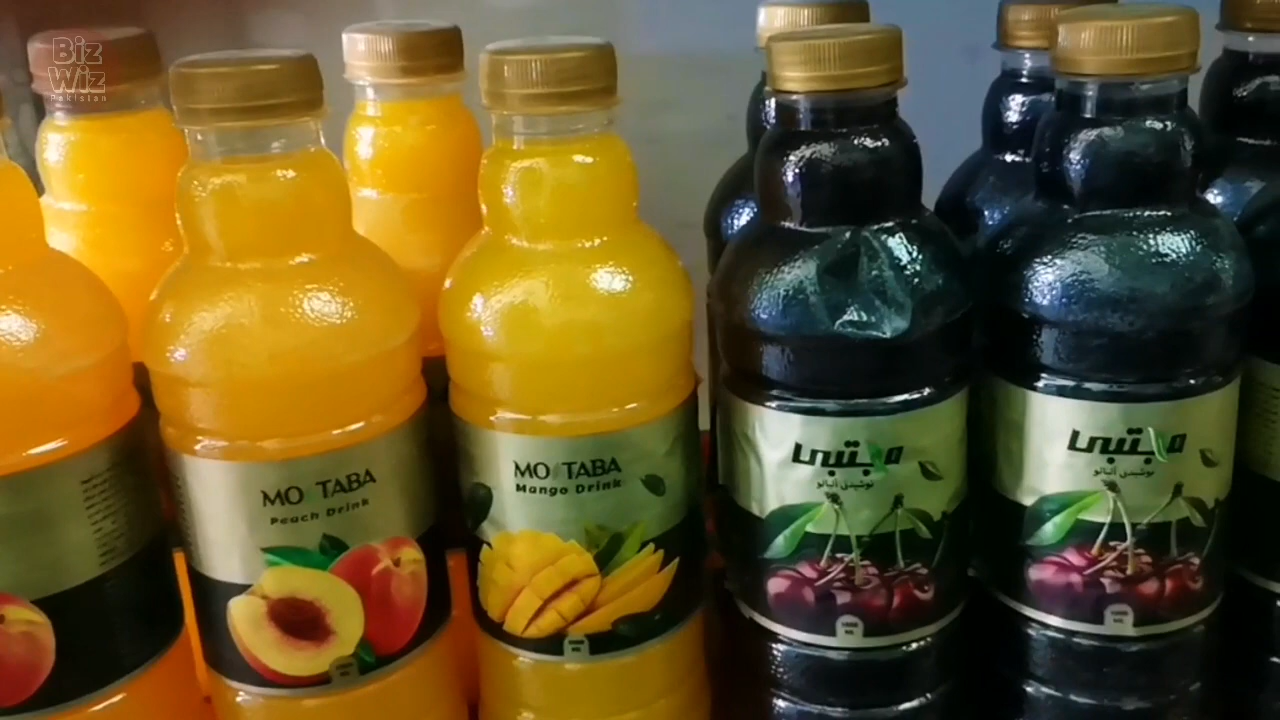 Biz
Wiz
Pakistan
MO TABA
Peach Drink
MO TABA
Mango Drink
مجتبی
نوشیدنی آلبالو
مجتبی
نوشیدنی آلبالو